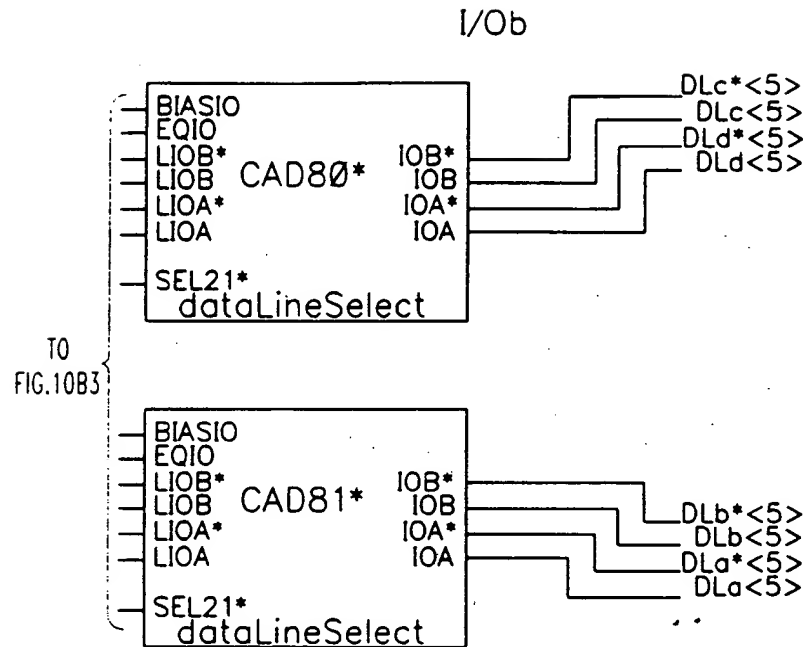 I/Ob
BIASIO
EQIO
LIOB*
LIOB
LIOA*
LIOA
SEL21*
CAD80*
IOB*
IOB
IOA*
IOA
dataLineSelect
DLc*<5>
DLc<5>
DLd*<5>
DLd<5>
TO
FIG.10B3
BIASIO
EQIO
LIOB*
LIOB
LIOA*
LIOA
SEL21*
CAD81*
IOB*
IOB
IOA*
IOA
dataLineSelect
DLb*<5>
DLb<5>
DLa*<5>
DLa<5>